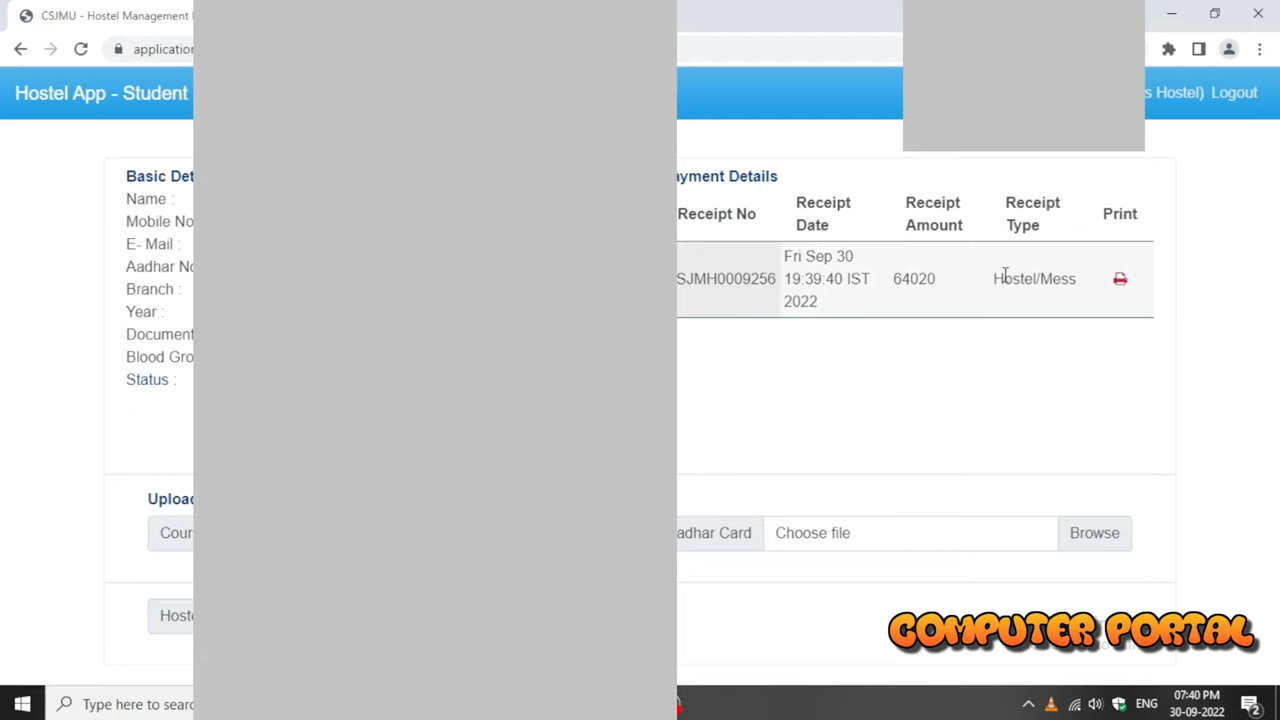 CSJMU - Hostel Management
application
Hostel App - Student
s Hostel) Logout
Basic Det
Name :
Mobile No
E- Mail :
Aadhar No
Branch :
Year :
Document
Blood Gro
Status :
ayment Details
Receipt No
Receipt
Date
Receipt
Amount
Receipt
Type
Print
SJMH0009256
Fri Sep 30
19:39:40 IST
2022
64020
Hostel/Mess
Upload
Cour
adhar Card
Choose file
Browse
Hoste
COMPUTER PORTAL
Type here to searc
ENG
07:40 PM
30-09-2022
2